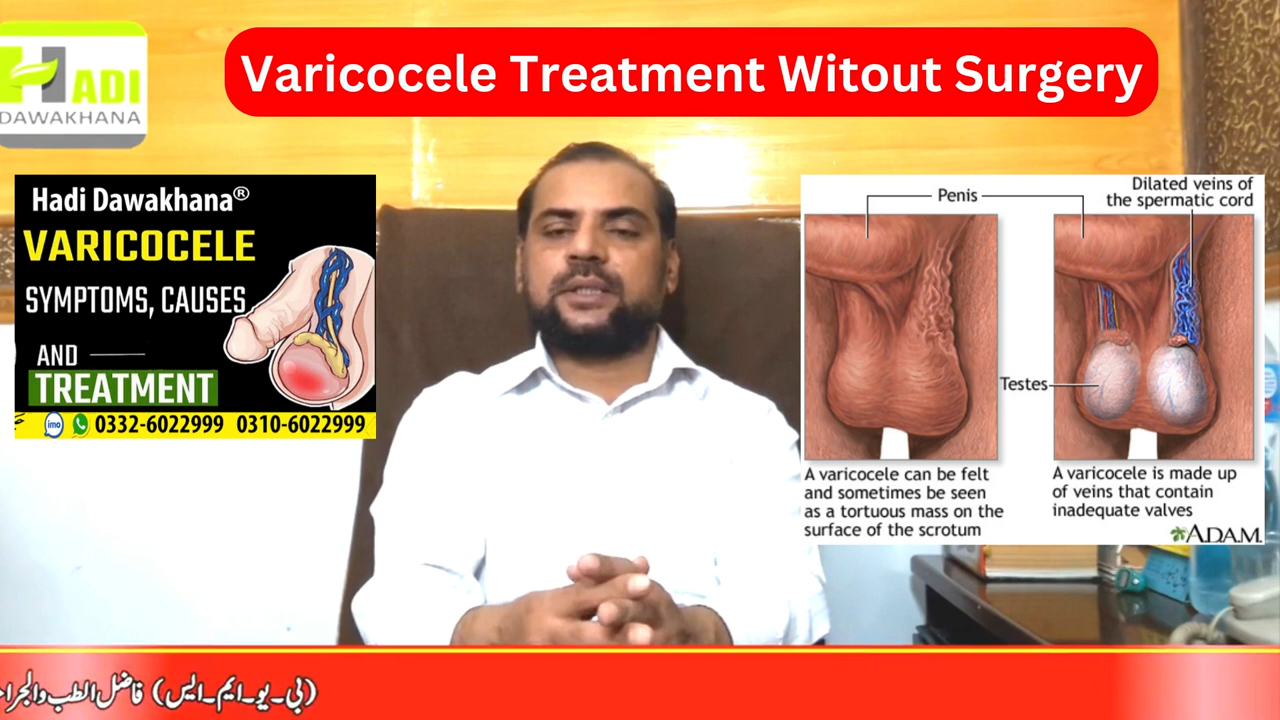 HADI
DAWAKHANA
Varicocele Treatment Witout Surgery
Hadi Dawakhana®
VARICOCELE
SYMPTOMS, CAUSES
AND
TREATMENT
imo 0332-6022999 0310-6022999
Penis
Dilated veins of
the spermatic cord
Testes
A varicocele can be felt
and sometimes be seen
as a tortuous mass on the
surface of the scrotum
A varicocele is made up
of veins that contain
inadequate valves
A.D.A.M.
(بی۔یو۔ایم۔ایس) فاضل الطب والجراح